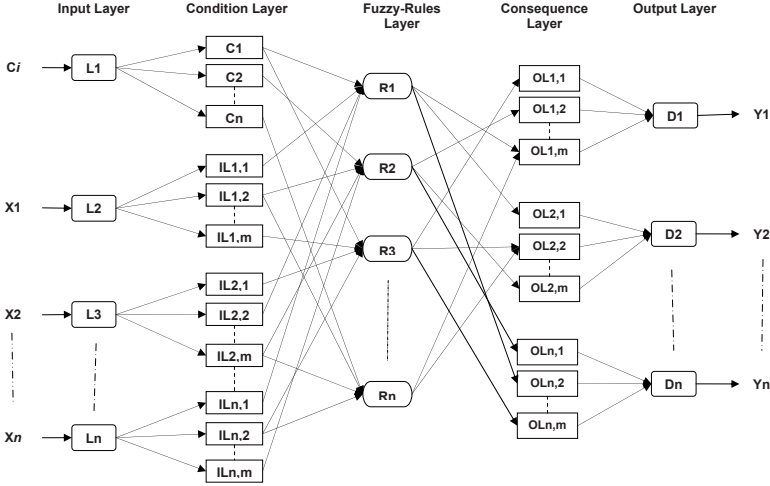 Input Layer
Condition Layer
Fuzzy-Rules
Layer
Consequence
Layer
Output Layer
Ci
L1
C1
C2
Cn
R1
OL1,1
OL1,2
OL1,m
D1
Y1
X1
L2
IL1,1
IL1,2
IL1,m
R2
R3
OL2,1
OL2,2
OL2,m
D2
Y2
X2
L3
IL2,1
IL2,2
IL2,m
Xn
Ln
ILn,1
ILn,2
ILn,m
Rn
OLn,1
OLn,2
OLn,m
Dn
Yn